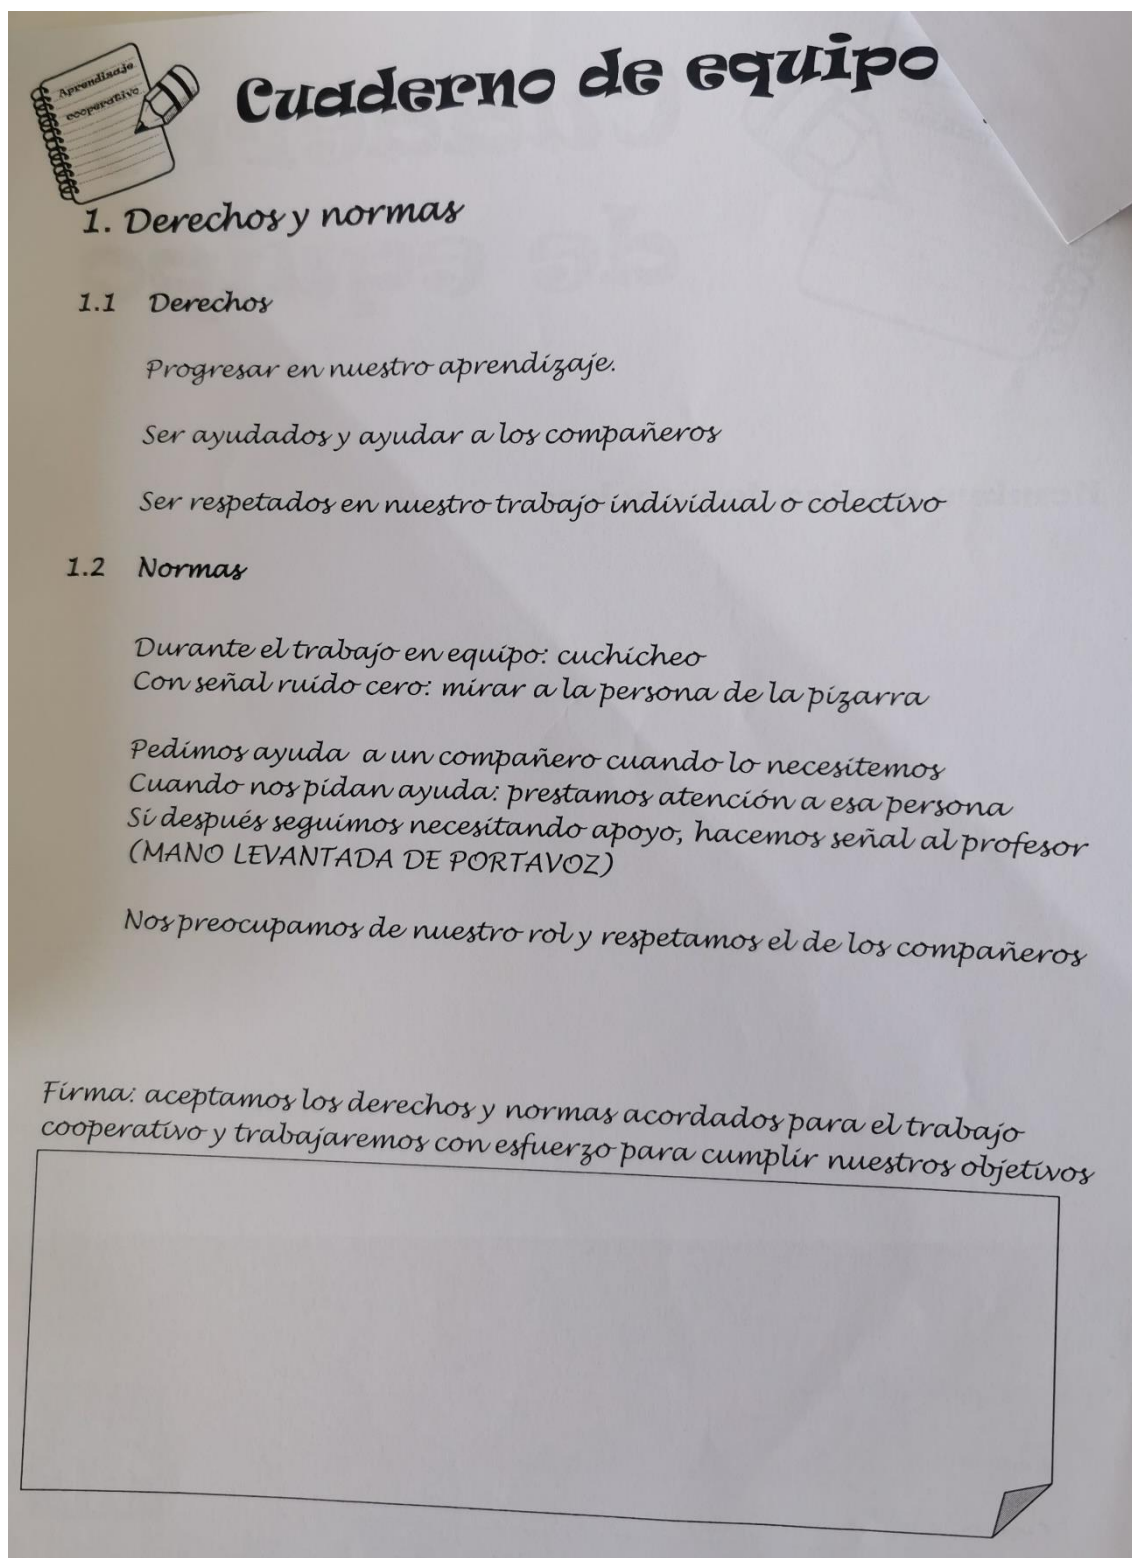 Aprendizaje
cooperativo
Cuaderno de equipo
1. Derechos y normas
1.1 Derechos
Progresar en nuestro aprendizaje.
Ser ayudados y ayudar a los compañeros
Ser respetados en nuestro trabajo individual o colectivo
1.2 Normas
Durante el trabajo en equipo: cuchicheo
Con señal ruido cero: mirar a la persona de la pizarra
Pedimos ayuda a un compañero cuando lo necesitemos
Cuando nos pidan ayuda: prestamos atención a esa persona
Si después seguimos necesitando apoyo, hacemos señal al profesor
(MANO LEVANTADA DE PORTAVOZ)
Nos preocupamos de nuestro rol y respetamos el de los compañeros
Firma: aceptamos los derechos y normas acordados para el trabajo
cooperativo y trabajaremos con esfuerzo para cumplir nuestros objetivos